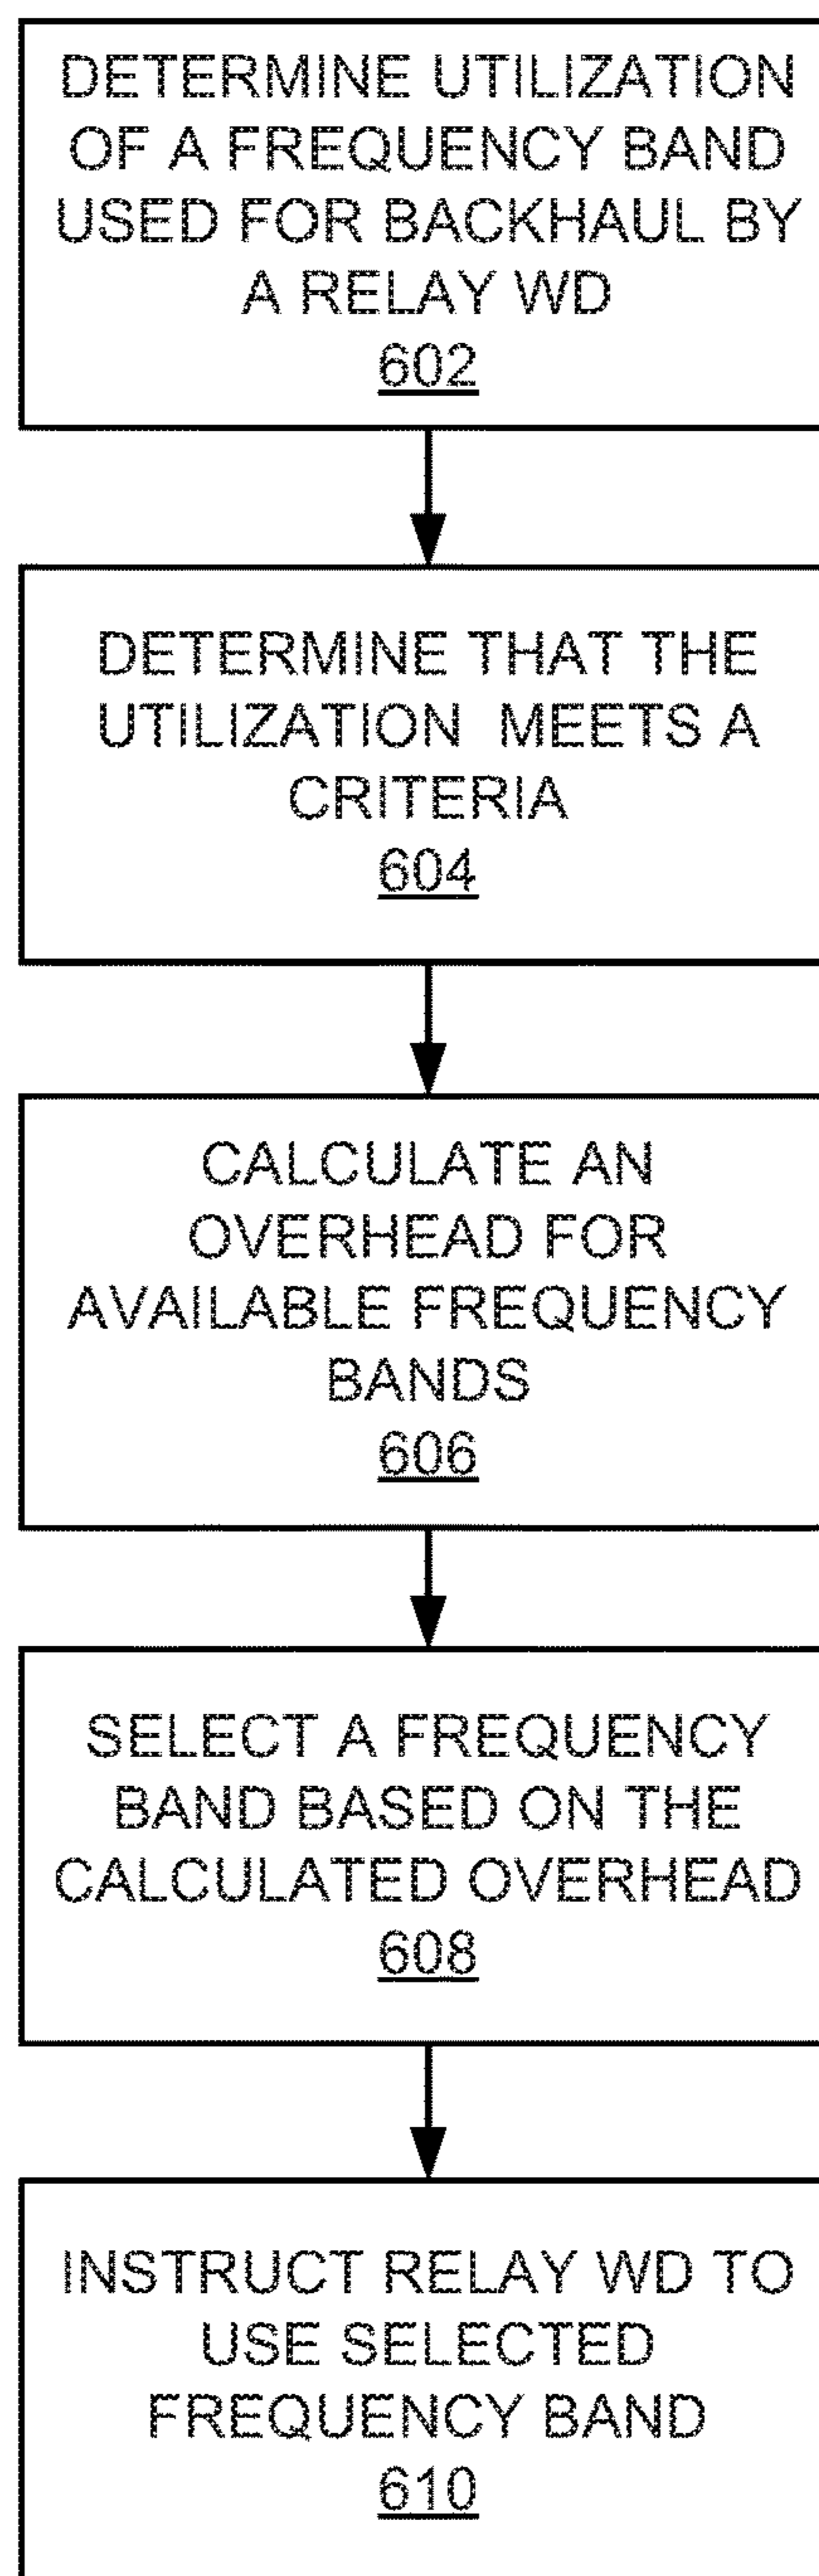 DETERMINE UTILIZATION
OF A FREQUENCY BAND
USED FOR BACKHAUL BY
A RELAY WD
602
DETERMINE THAT THE
UTILIZATION MEETS A
CRITERIA
604
CALCULATE AN
OVERHEAD FOR
AVAILABLE FREQUENCY
BANDS
606
SELECT A FREQUENCY
BAND BASED ON THE
CALCULATED OVERHEAD
608
INSTRUCT RELAY WD TO
USE SELECTED
FREQUENCY BAND
610